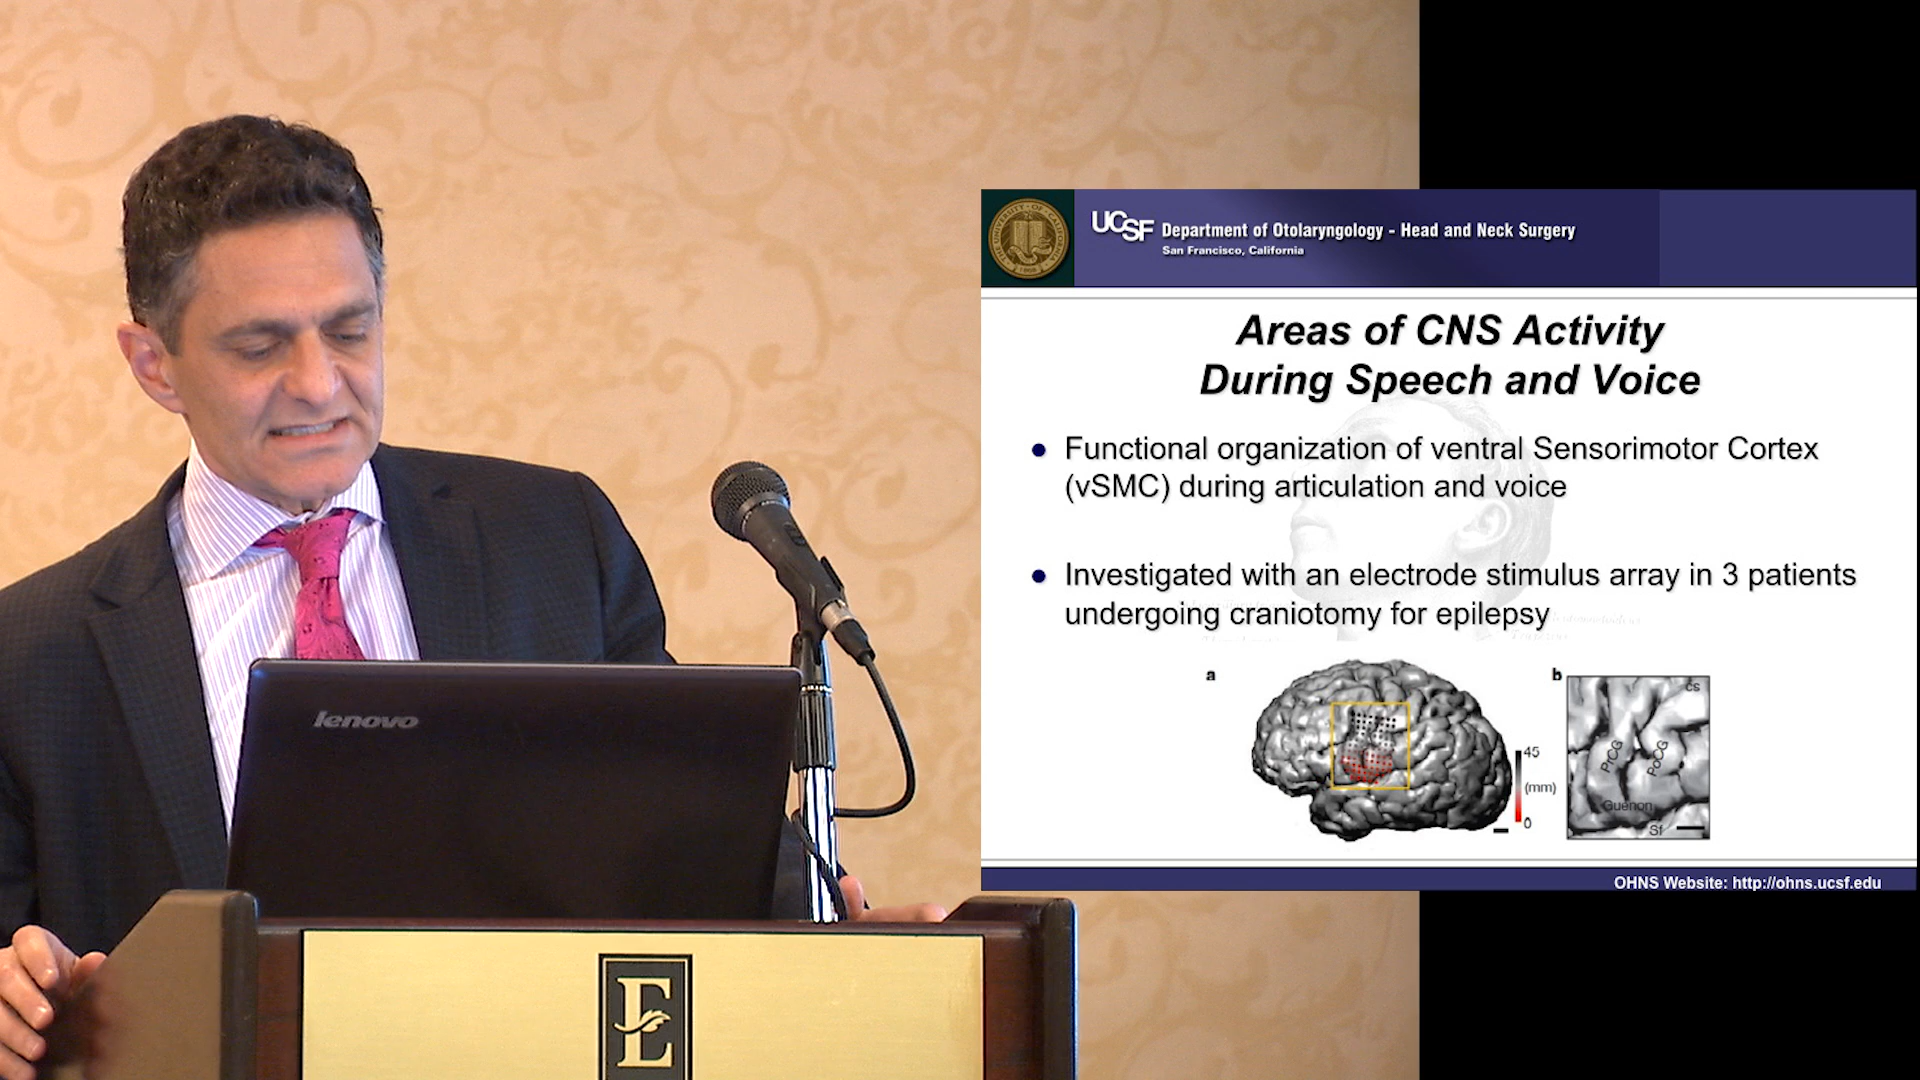 lenovo
E
UCSF Department of Otolaryngology - Head and Neck Surgery
San Francisco, California
Areas of CNS Activity
During Speech and Voice
● Functional organization of ventral Sensorimotor Cortex
(vSMC) during articulation and voice
● Investigated with an electrode stimulus array in 3 patients
undergoing craniotomy for epilepsy
a
b
cs
PrCG
PoCG
Guenon
Sf
45
(mm)
0
OHNS Website: http://ohns.ucsf.edu